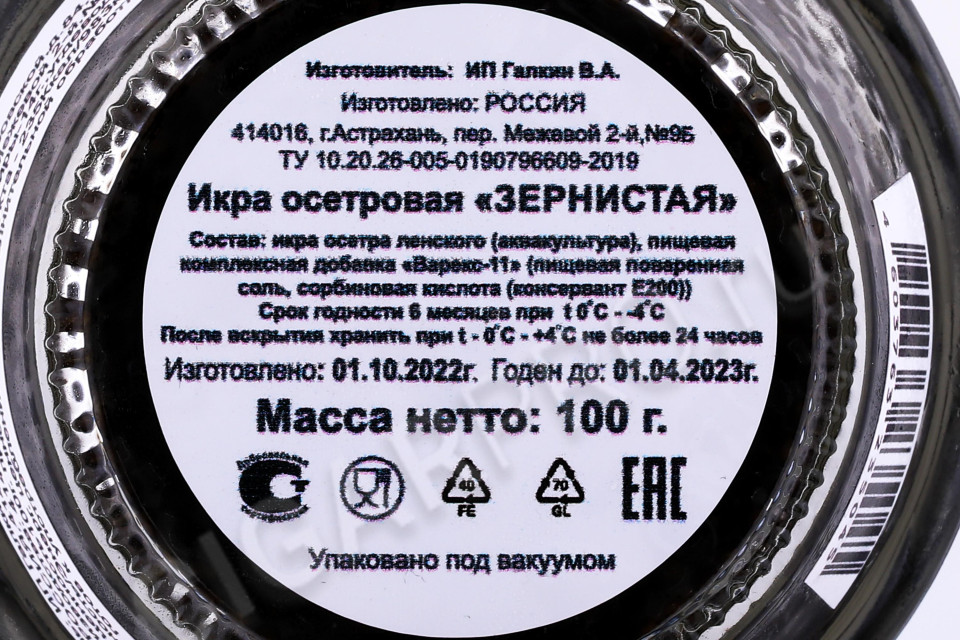 Изготовитель: ИП Галкин В.А.
Изготовлено: РОССИЯ
414016, г.Астрахань, пер. Межевой 2-й,№9Б
ТУ 10.20.26-005-0190796609-2019
Икра осетровая «ЗЕРНИСТАЯ»
Состав: икра осетра ленского (аквакультура), пищевая
комплексная добавка «Варекс-11» (пищевая поваренная
соль, сорбиновая кислота (консервант Е200))
Срок годности 6 месяцев при t 0°C - -4°C
После вскрытия хранить при t - 0°C - +4°C не более 24 часов
Изготовлено: 01.10.2022г. Годен до: 01.04.2023г.
Масса нетто: 100 г.
40
FE
70
GL
EAC
Упаковано под вакуумом